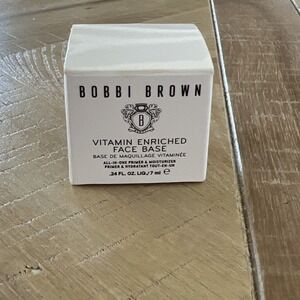 BOBBI BROWN
B
VITAMIN ENRICHED
FACE BASE
BASE DE MAQUILLAGE VITAMINÉE
ALL-IN-ONE PRIMER & MOISTURIZER
PRIMER & HYDRATANT TOUT-EN-UN
.24 FL. OZ. LIQ./7 ml ℮